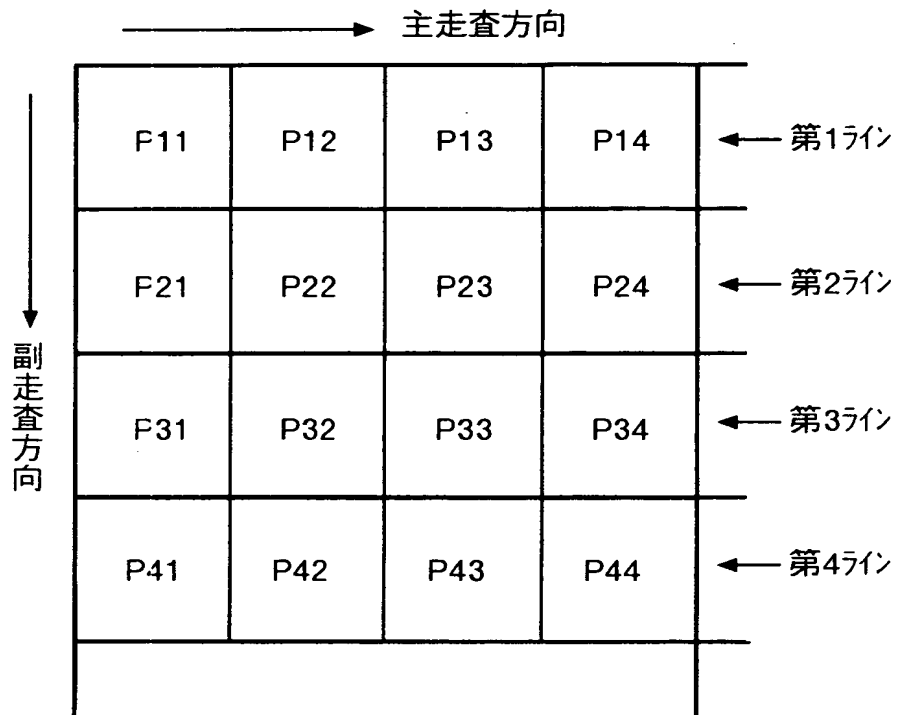 主走査方向
P11 P12 P13 P14 第1ライン
P21 P22 P23 P24 第2ライン
副走査方向
P31 P32 P33 P34 第3ライン
P41 P42 P43 P44 第4ライン